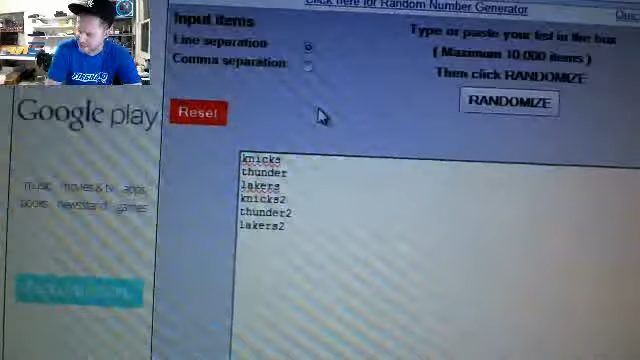 Click here for Random Number Generator
Input items
Line separation
Comma separation:
Type or paste your list in the box
( Maximum 10,000 items )
Then click RANDOMIZE
RANDOMIZE
Reset
Google play
music movies & tv apps
books newsstand games
knicks
thunder
lakers
knicks2
thunder2
lakers2